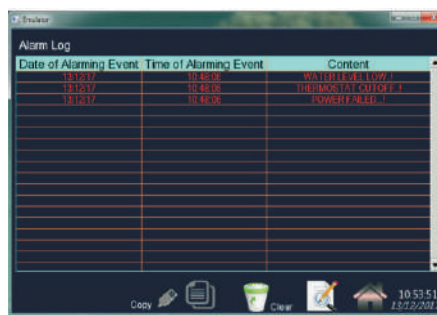 Emulator
Alarm Log
Date of Alarming Event Time of Alarming Event Content
13/12/17 10:48:06 WATER LEVEL LOW..!
13/12/17 10:48:06 THERMOSTAT CUTOFF..!
13/12/17 10:48:06 POWER FAILED...!
Copy Clear 10:53:51